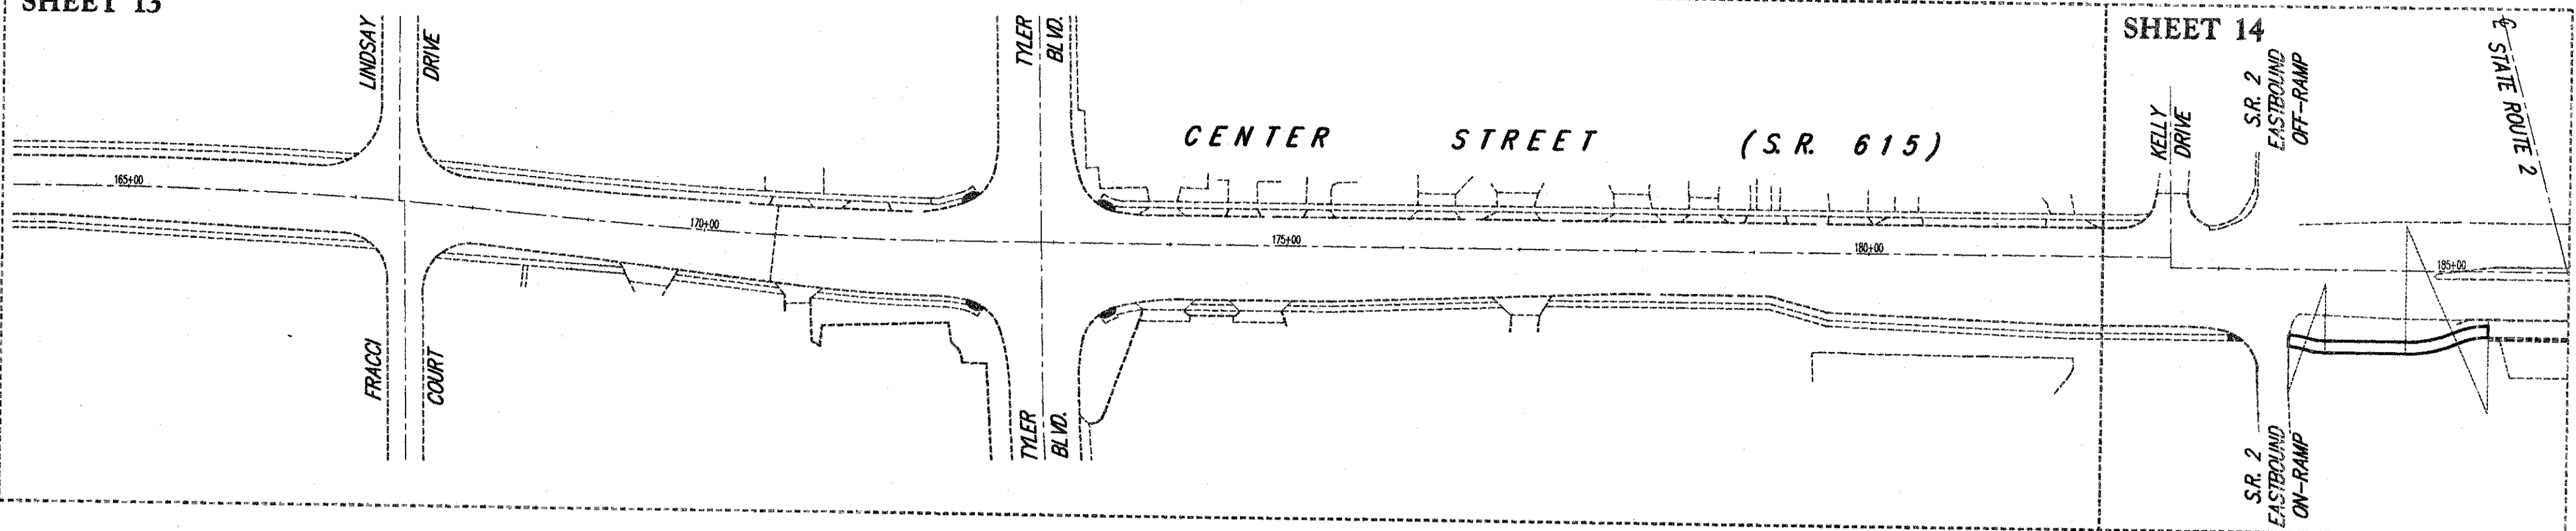 SHEET 13
SHEET 14
LINDSAY
DRIVE
TYLER
BLVD.
CENTER STREET (S.R. 615)
KELLY
DRIVE
S.R. 2
EASTBOUND
OFF-RAMP
℄ STATE ROUTE 2
165+00
170+00
175+00
180+00
185+00
FRACCI
COURT
TYLER
BLVD.
S.R. 2
EASTBOUND
ON-RAMP